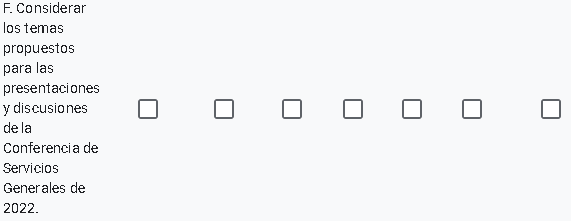 F. Considerar
los temas
propuestos
para las
presentaciones
y discusiones
de la
Conferencia de
Servicios
Generales de
2022.